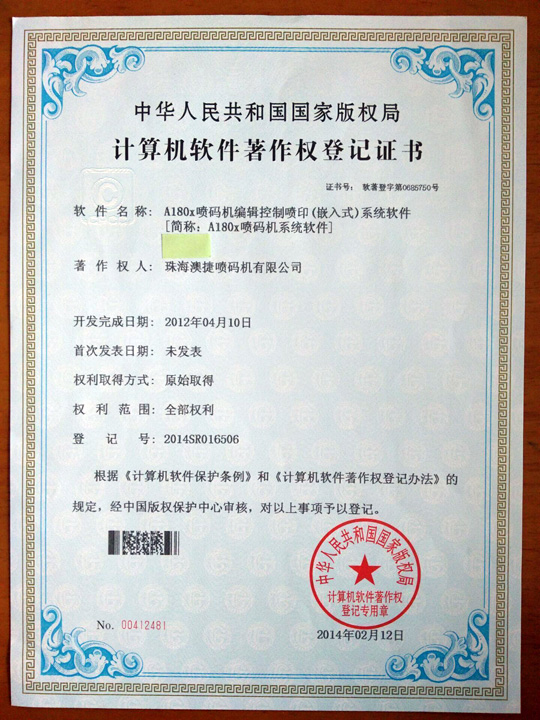 中华人民共和国国家版权局
计算机软件著作权登记证书
证书号： 软著登字第0685750号
软件名称： A180x喷码机编辑控制喷印(嵌入式)系统软件
[简称：A180x喷码机系统软件]
著作权人： 珠海澳捷喷码机有限公司
开发完成日期： 2012年04月10日
首次发表日期： 未发表
权利取得方式： 原始取得
权利范围： 全部权利
登记号： 2014SR016506
根据《计算机软件保护条例》和《计算机软件著作权登记办法》的
规定，经中国版权保护中心审核，对以上事项予以登记。
中华人民共和国国家版权局
计算机软件著作权
登记专用章
No. 00412481
2014年02月12日